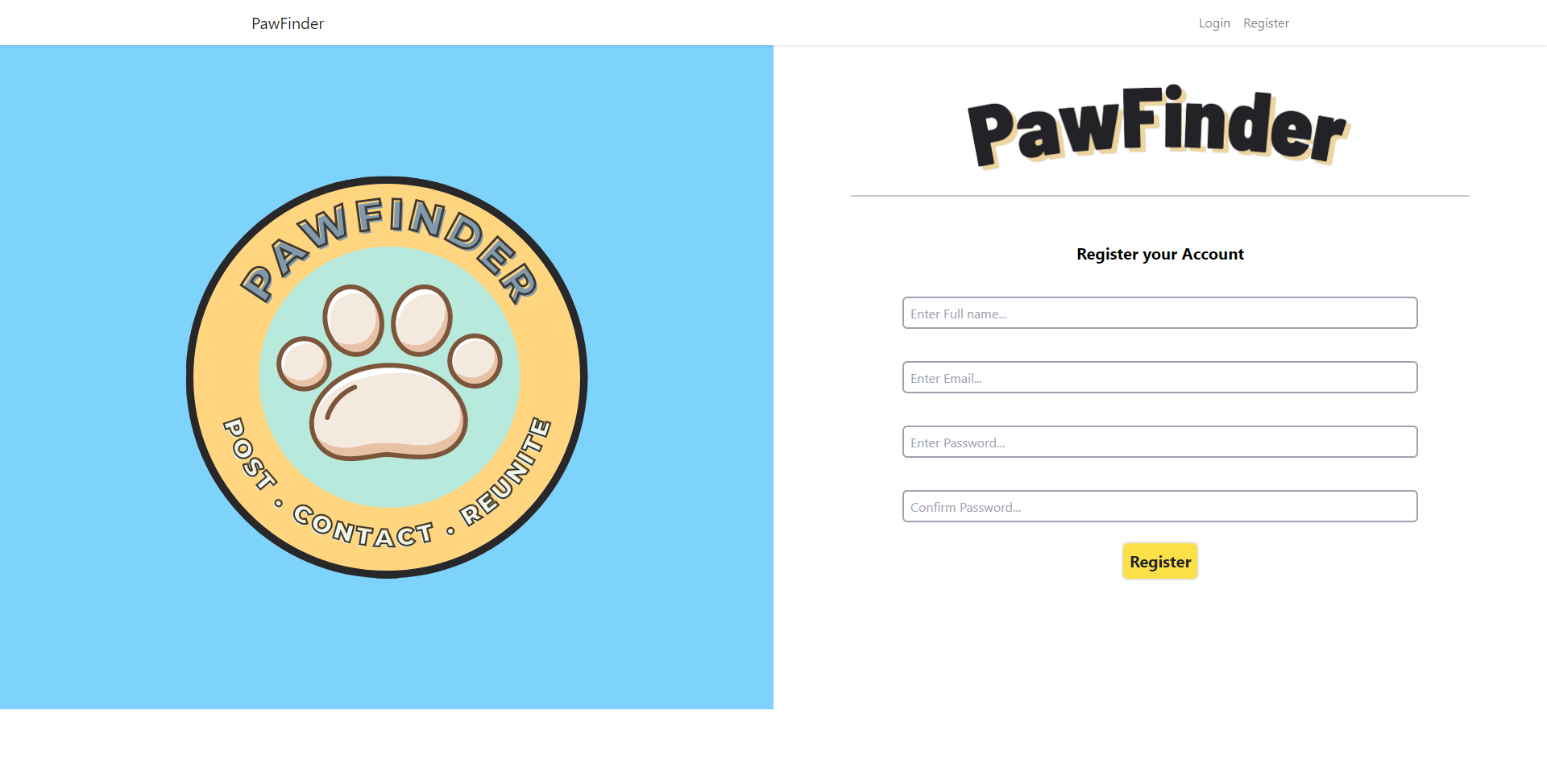 PawFinder
Login Register
PAWFINDER
POST • CONTACT • REUNITE
PawFinder
Register your Account
Enter Full name...
Enter Email...
Enter Password...
Confirm Password...
Register